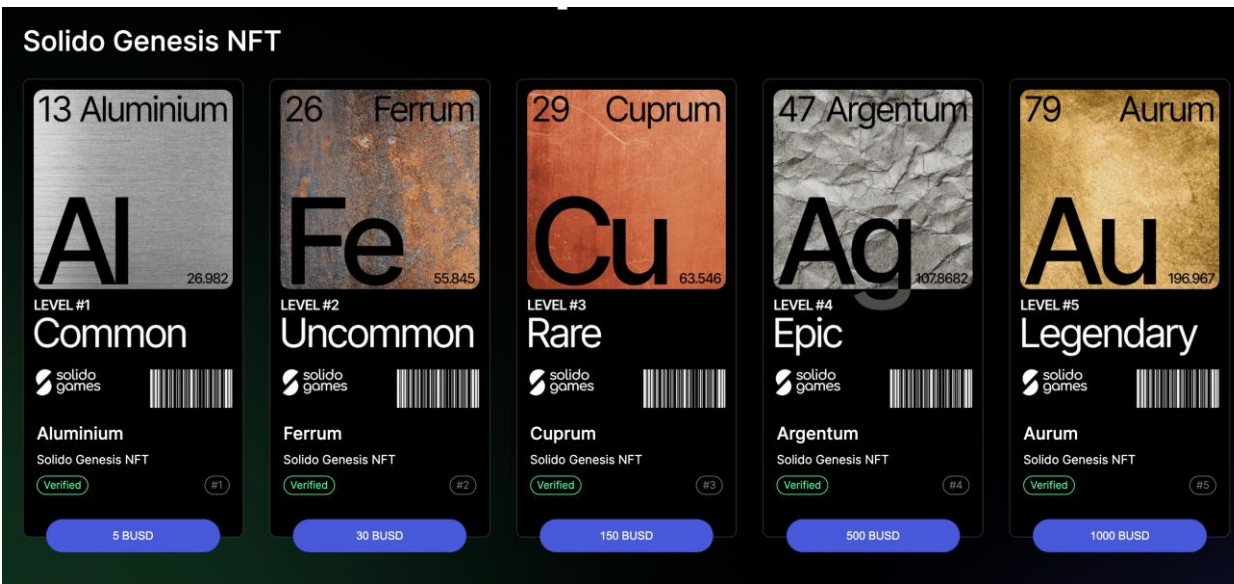 Solido Genesis NFT
13 Aluminium
Al
26.982
LEVEL #1
Common
solido
games
Aluminium
Solido Genesis NFT
Verified
#1
5 BUSD
26 Ferrum
Fe
55.845
LEVEL #2
Uncommon
solido
games
Ferrum
Solido Genesis NFT
Verified
#2
30 BUSD
29 Cuprum
Cu
63.546
LEVEL #3
Rare
solido
games
Cuprum
Solido Genesis NFT
Verified
#3
150 BUSD
47 Argentum
Ag
107.8682
LEVEL #4
Epic
solido
games
Argentum
Solido Genesis NFT
Verified
#4
500 BUSD
79 Aurum
Au
196.967
LEVEL #5
Legendary
solido
games
Aurum
Solido Genesis NFT
Verified
#5
1000 BUSD